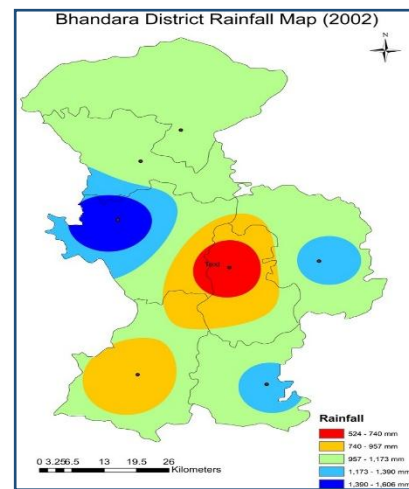 Bhandara District Rainfall Map (2002)
N
Rainfall
524 - 740 mm
740 - 957 mm
957 - 1,173 mm
1,173 - 1,390 mm
1,390 - 1,606 mm
0 3.25 6.5 13 19.5 26
Kilometers